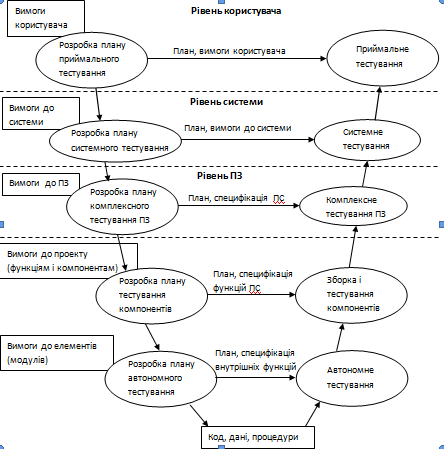 Вимоги
користувача
Рівень користувача
Розробка плану
приймального
тестування
План, вимоги користувача
Приймальне
тестування
Вимоги до
системи
Рівень системи
Розробка плану
системного тестування
План, вимоги до системи
Системне
тестування
Вимоги до ПЗ
Рівень ПЗ
Розробка плану
комплексного
тестування ПЗ
План, специфікація ПС
Комплексне
тестування ПЗ
Вимоги до проекту
(функціям і компонентам)
Розробка плану
тестування
компонентів
План, специфікація
функцій ПС
Зборка і
тестування
компонентів
Вимоги до елементів
(модулів)
Розробка плану
автономного
тестування
План, специфікація
внутрішніх функцій
Автономне
тестування
Код, дані, процедури